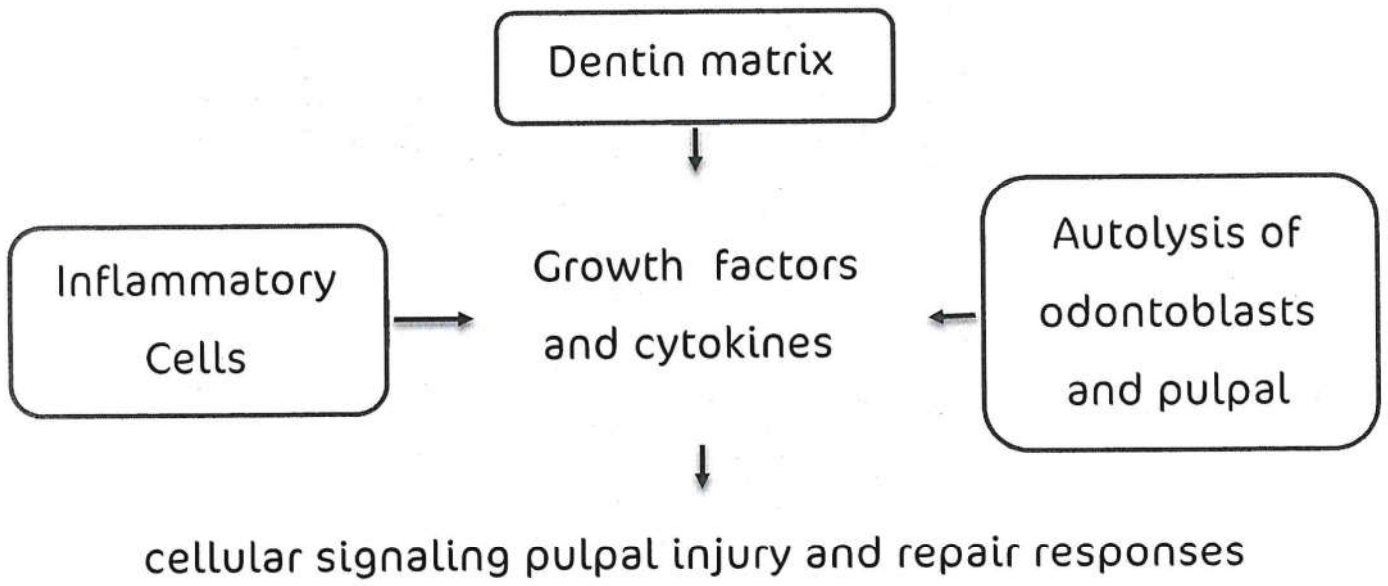 Dentin matrix
Inflammatory
Cells
Growth factors
and cytokines
Autolysis of
odontoblasts
and pulpal
cellular signaling pulpal injury and repair responses